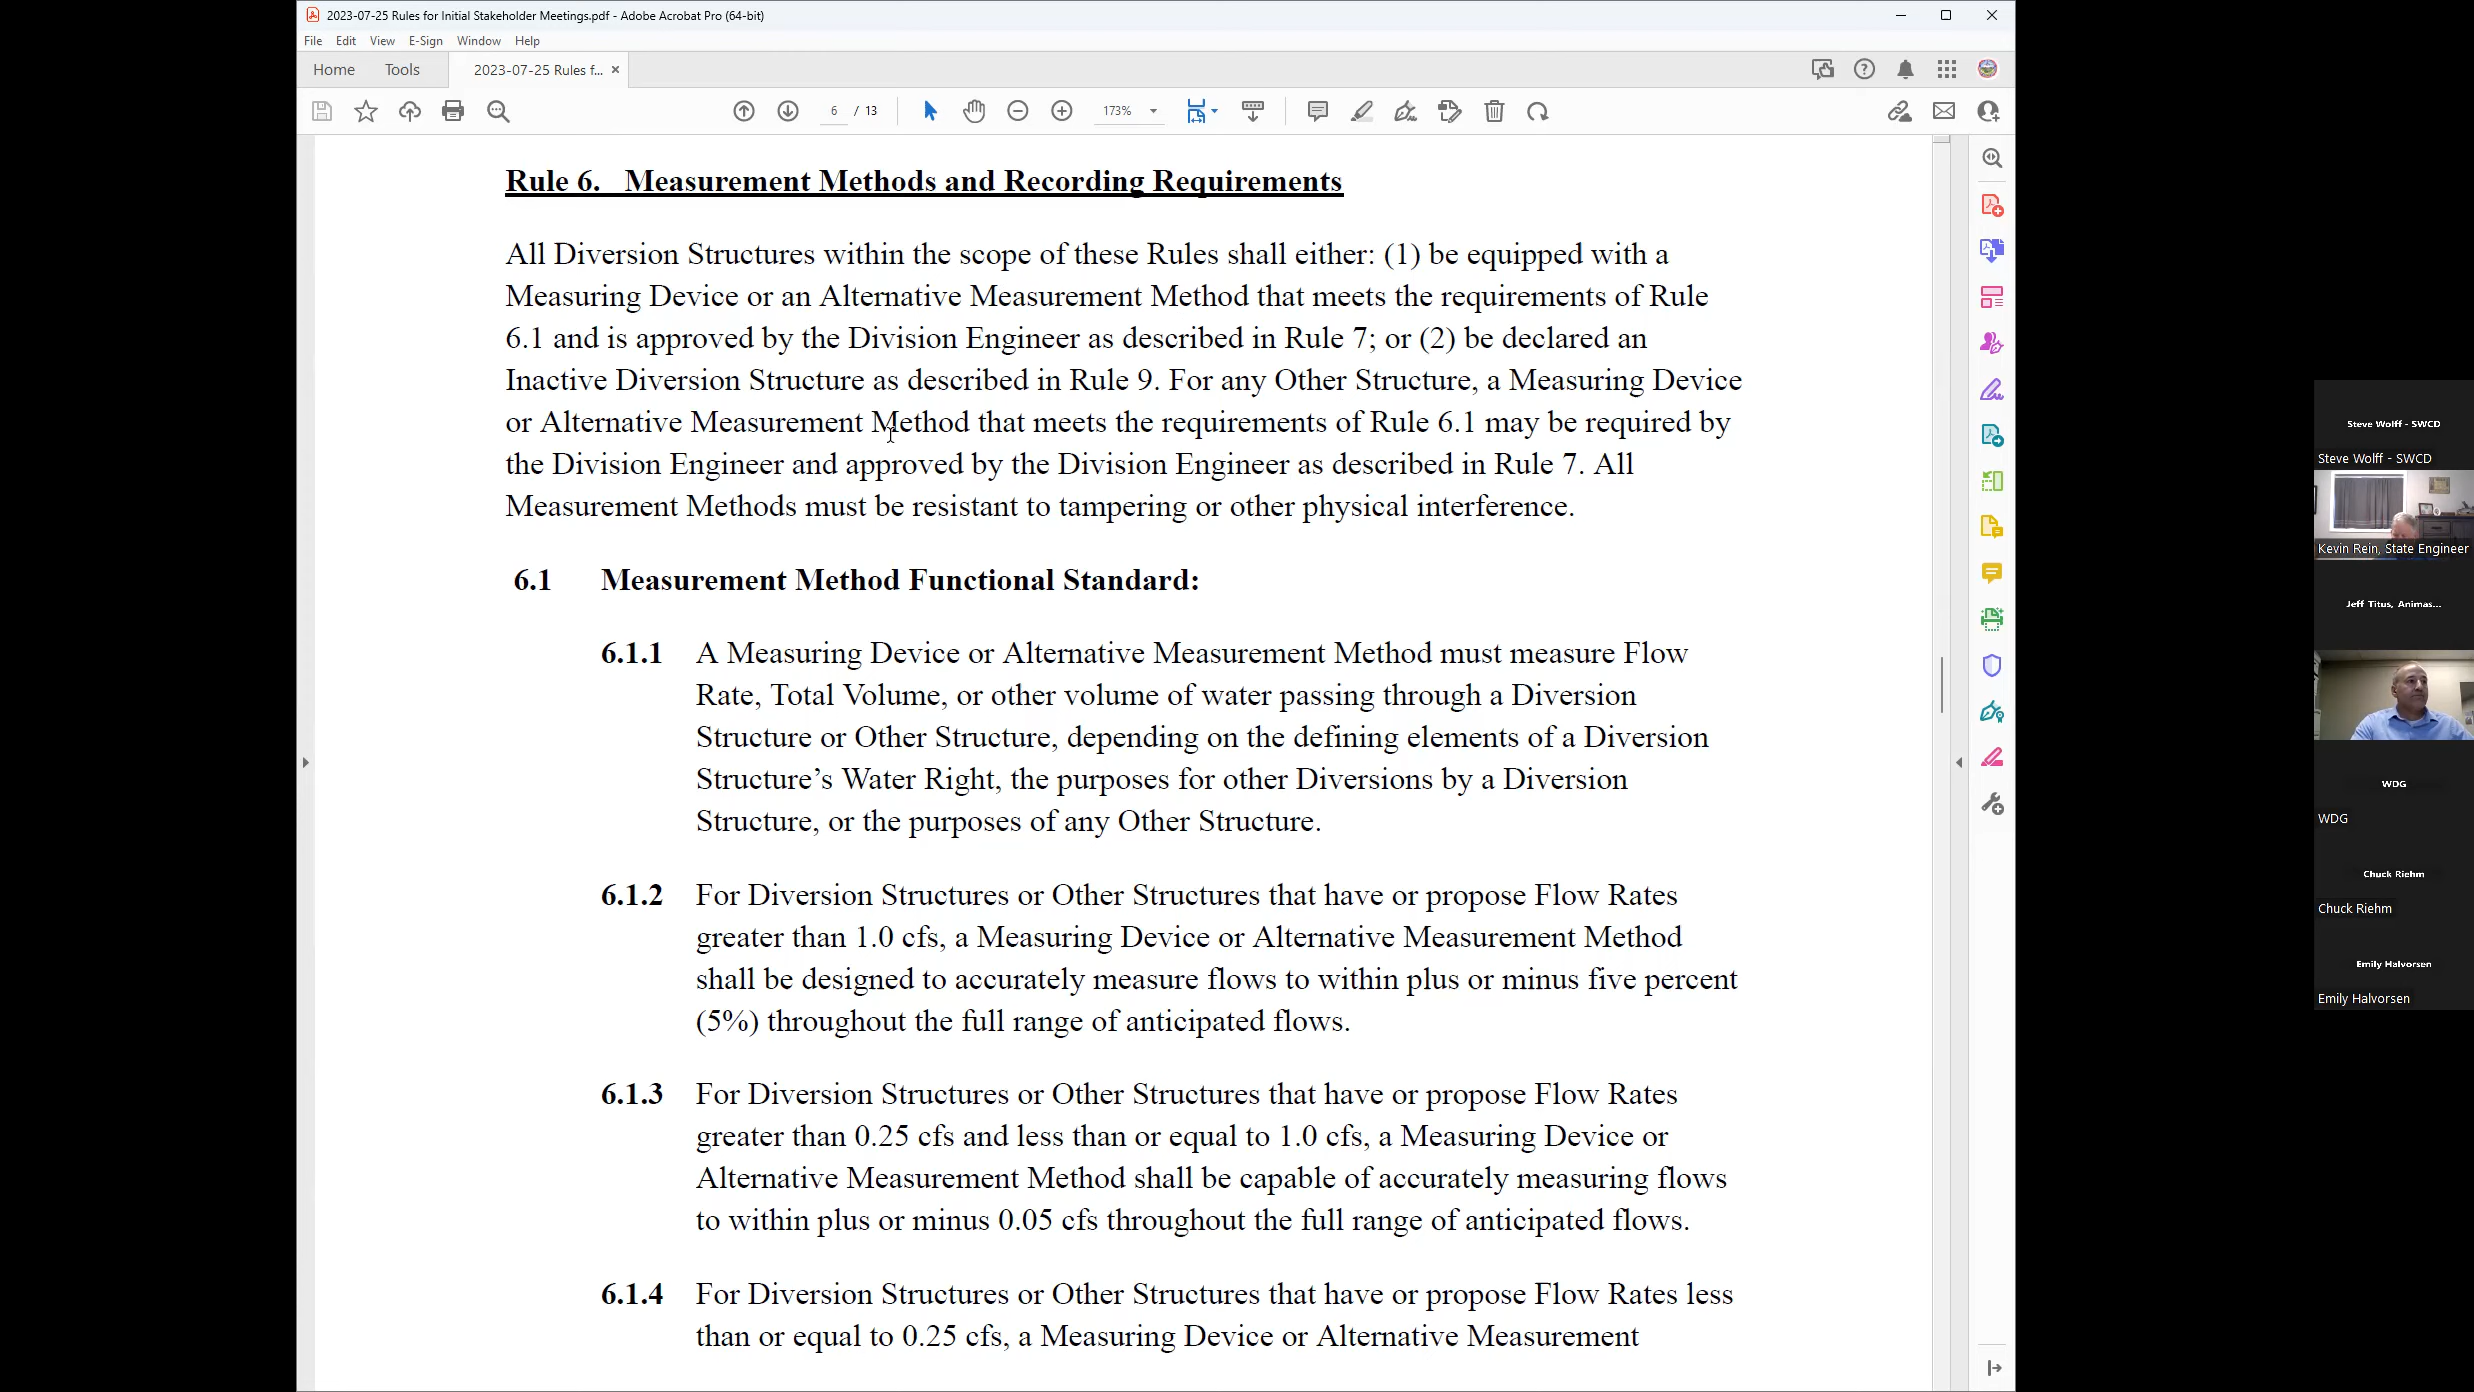 2023-07-25 Rules for Initial Stakeholder Meetings.pdf - Adobe Acrobat Pro (64-bit)
File Edit View E-Sign Window Help
Home Tools 2023-07-25 Rules f... ×
6 / 13 173%
Rule 6. Measurement Methods and Recording Requirements
All Diversion Structures within the scope of these Rules shall either: (1) be equipped with a
Measuring Device or an Alternative Measurement Method that meets the requirements of Rule
6.1 and is approved by the Division Engineer as described in Rule 7; or (2) be declared an
Inactive Diversion Structure as described in Rule 9. For any Other Structure, a Measuring Device
or Alternative Measurement Method that meets the requirements of Rule 6.1 may be required by
the Division Engineer and approved by the Division Engineer as described in Rule 7. All
Measurement Methods must be resistant to tampering or other physical interference.
6.1 Measurement Method Functional Standard:
6.1.1 A Measuring Device or Alternative Measurement Method must measure Flow
Rate, Total Volume, or other volume of water passing through a Diversion
Structure or Other Structure, depending on the defining elements of a Diversion
Structure’s Water Right, the purposes for other Diversions by a Diversion
Structure, or the purposes of any Other Structure.
6.1.2 For Diversion Structures or Other Structures that have or propose Flow Rates
greater than 1.0 cfs, a Measuring Device or Alternative Measurement Method
shall be designed to accurately measure flows to within plus or minus five percent
(5%) throughout the full range of anticipated flows.
6.1.3 For Diversion Structures or Other Structures that have or propose Flow Rates
greater than 0.25 cfs and less than or equal to 1.0 cfs, a Measuring Device or
Alternative Measurement Method shall be capable of accurately measuring flows
to within plus or minus 0.05 cfs throughout the full range of anticipated flows.
6.1.4 For Diversion Structures or Other Structures that have or propose Flow Rates less
than or equal to 0.25 cfs, a Measuring Device or Alternative Measurement
Steve Wolff - SWCD
Steve Wolff - SWCD
Kevin Rein, State Engineer
Jeff Titus, Animas...
WDG
WDG
Chuck Riehm
Chuck Riehm
Emily Halvorsen
Emily Halvorsen